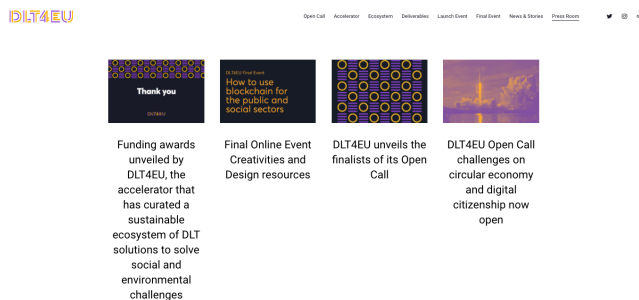 DLT4EU
Open Call Accelerator Ecosystem Deliverables Launch Event Final Event News & Stories Press Room
Thank you
DLT4EU
DLT4EU Final Event
How to use
blockchain for
the public and
social sectors
Funding awards
unveiled by
DLT4EU, the
accelerator that
has curated a
sustainable
ecosystem of DLT
solutions to solve
social and
environmental
challenges
Final Online Event
Creativities and
Design resources
DLT4EU unveils the
finalists of its Open
Call
DLT4EU Open Call
challenges on
circular economy
and digital
citizenship now
open